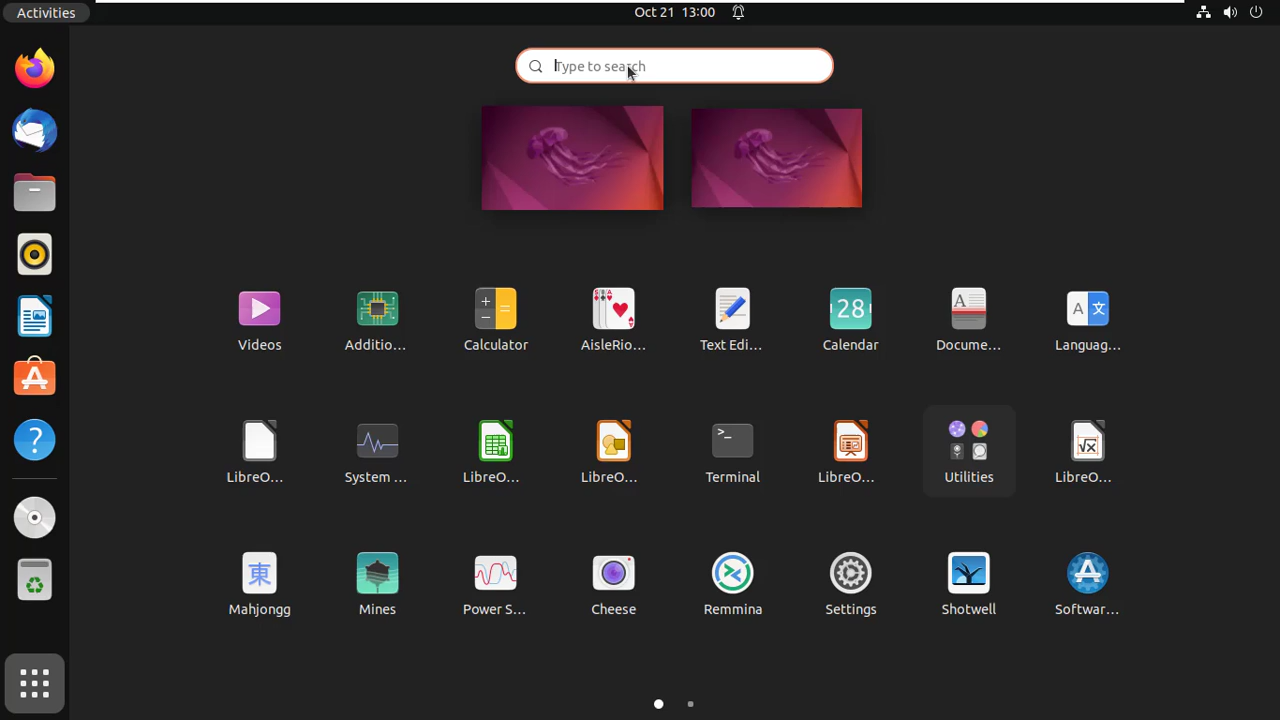 Activities
Oct 21 13:00
Type to search
Videos
Additio...
Calculator
AisleRio...
Text Edi...
Calendar
Docume...
Languag...
LibreO...
System ...
LibreO...
LibreO...
Terminal
LibreO...
Utilities
LibreO...
Mahjongg
Mines
Power S...
Cheese
Remmina
Settings
Shotwell
Softwar...